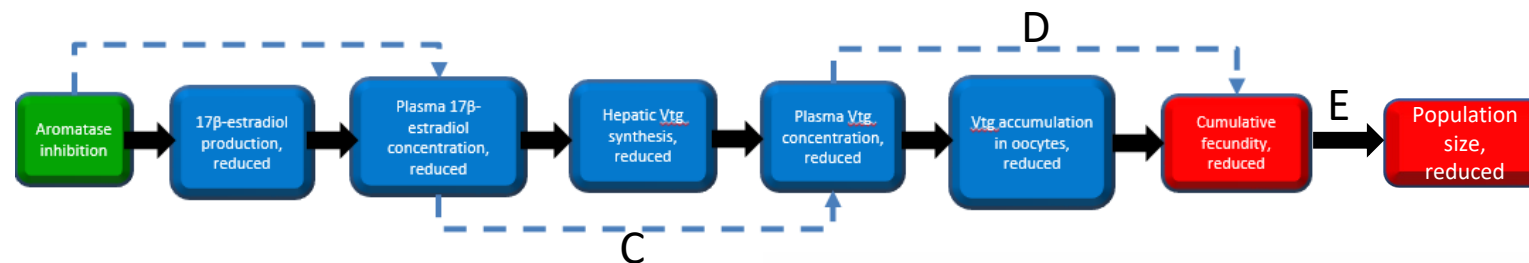 D
E
C
Aromatase
inhibition
17β-estradiol
production,
reduced
Plasma 17β-
estradiol
concentration,
reduced
Hepatic Vtg
synthesis,
reduced
Plasma Vtg
concentration,
reduced
Vtg accumulation
in oocytes,
reduced
Cumulative
fecundity,
reduced
Population
size,
reduced